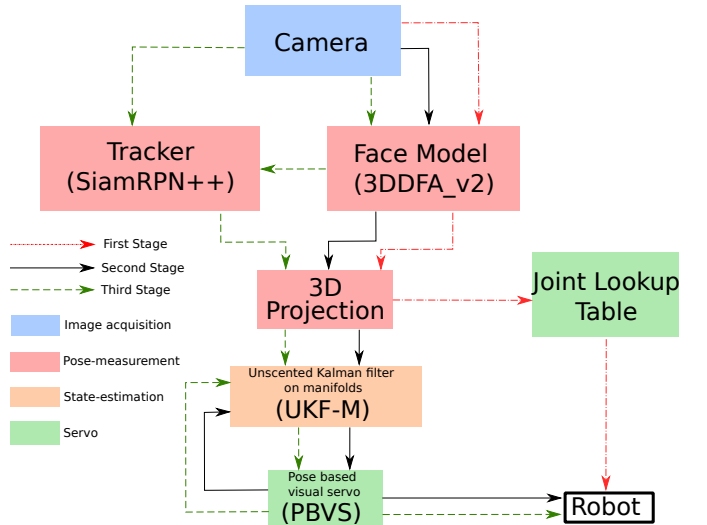 Camera
Tracker
(SiamRPN++)
Face Model
(3DDFA_v2)
First Stage
Second Stage
Third Stage
Image acquisition
Pose-measurement
State-estimation
Servo
3D
Projection
Joint Lookup
Table
Unscented Kalman filter
on manifolds
(UKF-M)
Pose based
visual servo
(PBVS)
Robot